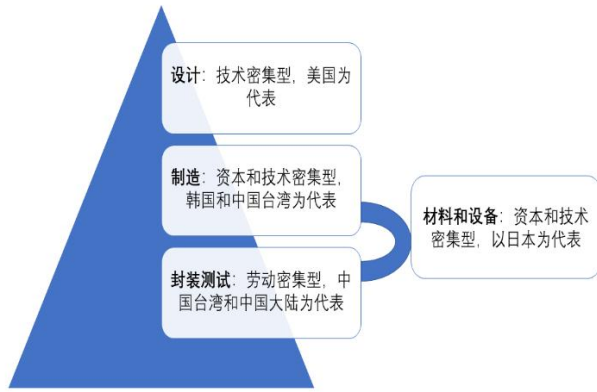 设计：技术密集型，美国为
代表
制造：资本和技术密集型，
韩国和中国台湾为代表
材料和设备：资本和技术
密集型，以日本为代表
封装测试：劳动密集型，中
国台湾和中国大陆为代表